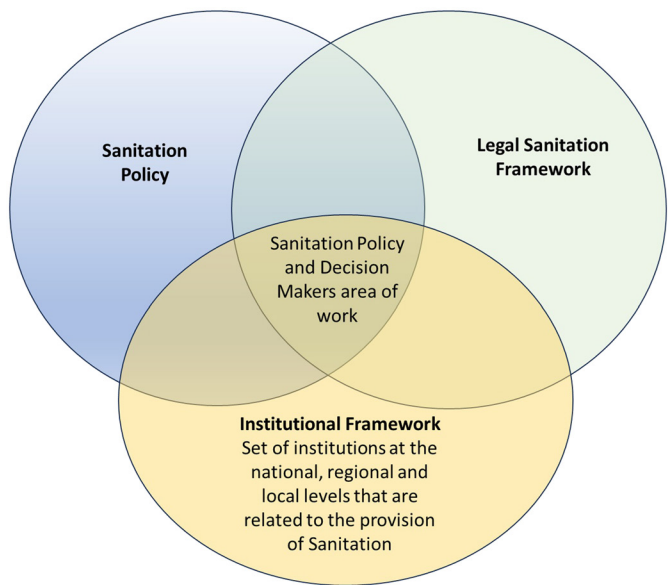 Sanitation
Policy
Legal Sanitation
Framework
Sanitation Policy
and Decision
Makers area of
work
Institutional Framework
Set of institutions at the
national, regional and
local levels that are
related to the provision
of Sanitation